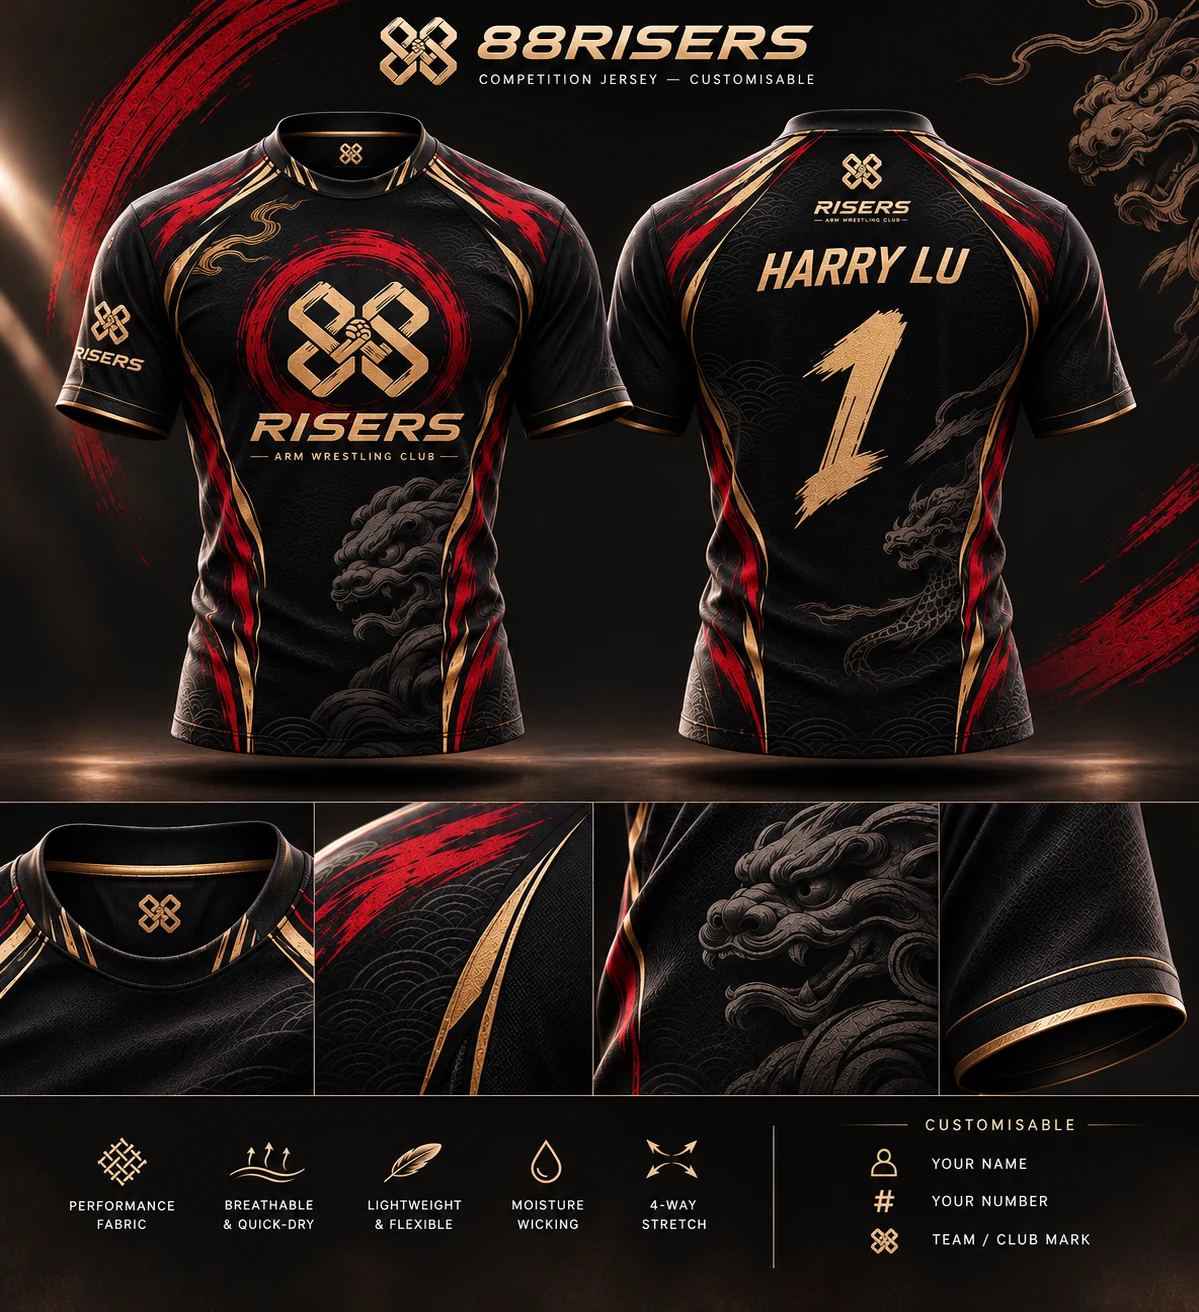 88RISERS
COMPETITION JERSEY — CUSTOMISABLE
RISERS
RISERS
— ARM WRESTLING CLUB —
RISERS
— ARM WRESTLING CLUB —
HARRY LU
1
PERFORMANCE
FABRIC
BREATHABLE
& QUICK-DRY
LIGHTWEIGHT
& FLEXIBLE
MOISTURE
WICKING
4-WAY
STRETCH
CUSTOMISABLE
YOUR NAME
# YOUR NUMBER
TEAM / CLUB MARK